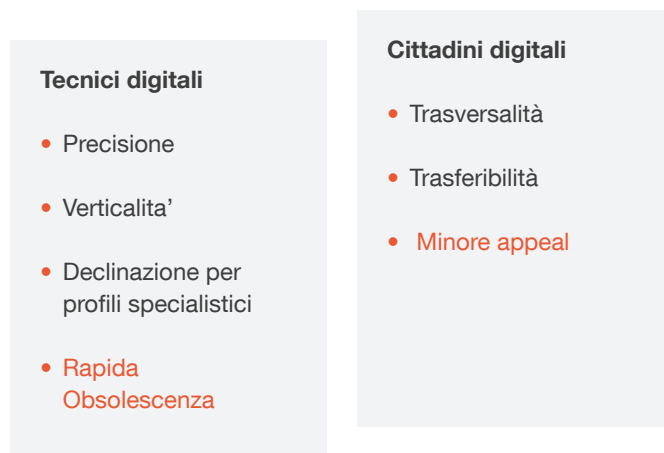 Tecnici digitali
• Precisione
• Verticalita’
• Declinazione per
profili specialistici
• Rapida
Obsolescenza
Cittadini digitali
• Trasversalità
• Trasferibilità
• Minore appeal